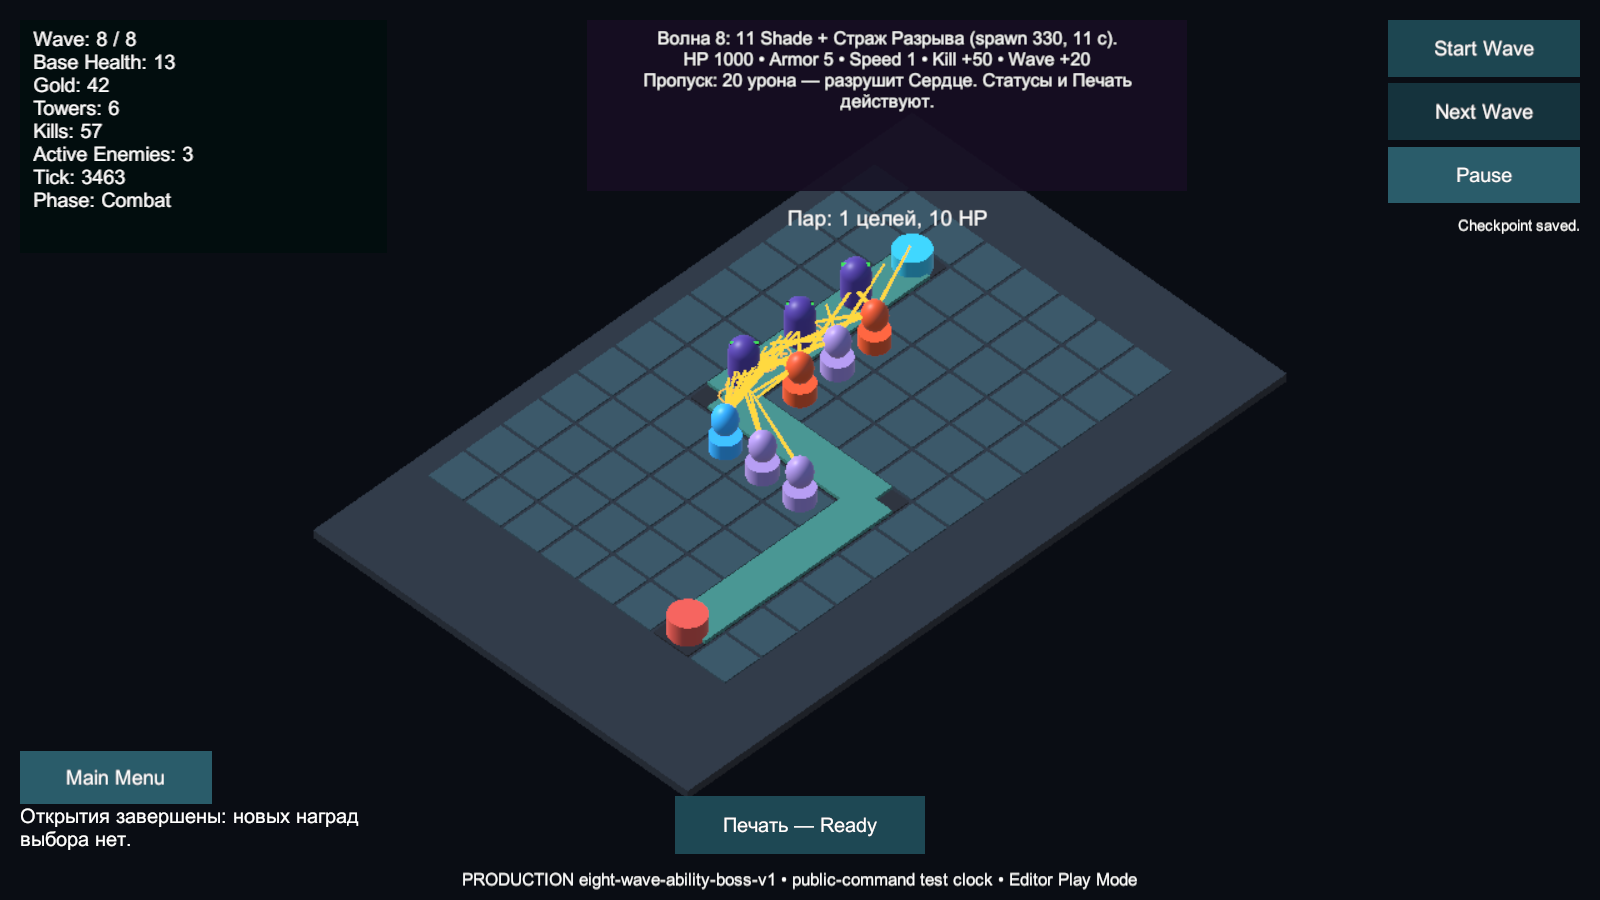 Wave: 8 / 8
Base Health: 13
Gold: 42
Towers: 6
Kills: 57
Active Enemies: 3
Tick: 3463
Phase: Combat
Волна 8: 11 Shade + Страж Разрыва (spawn 330, 11 с).
HP 1000 • Armor 5 • Speed 1 • Kill +50 • Wave +20
Пропуск: 20 урона — разрушит Сердце. Статусы и Печать
действуют.
Start Wave
Next Wave
Pause
Checkpoint saved.
Пар: 1 целей, 10 HP
Main Menu
Открытия завершены: новых наград
выбора нет.
Печать — Ready
PRODUCTION eight-wave-ability-boss-v1 • public-command test clock • Editor Play Mode